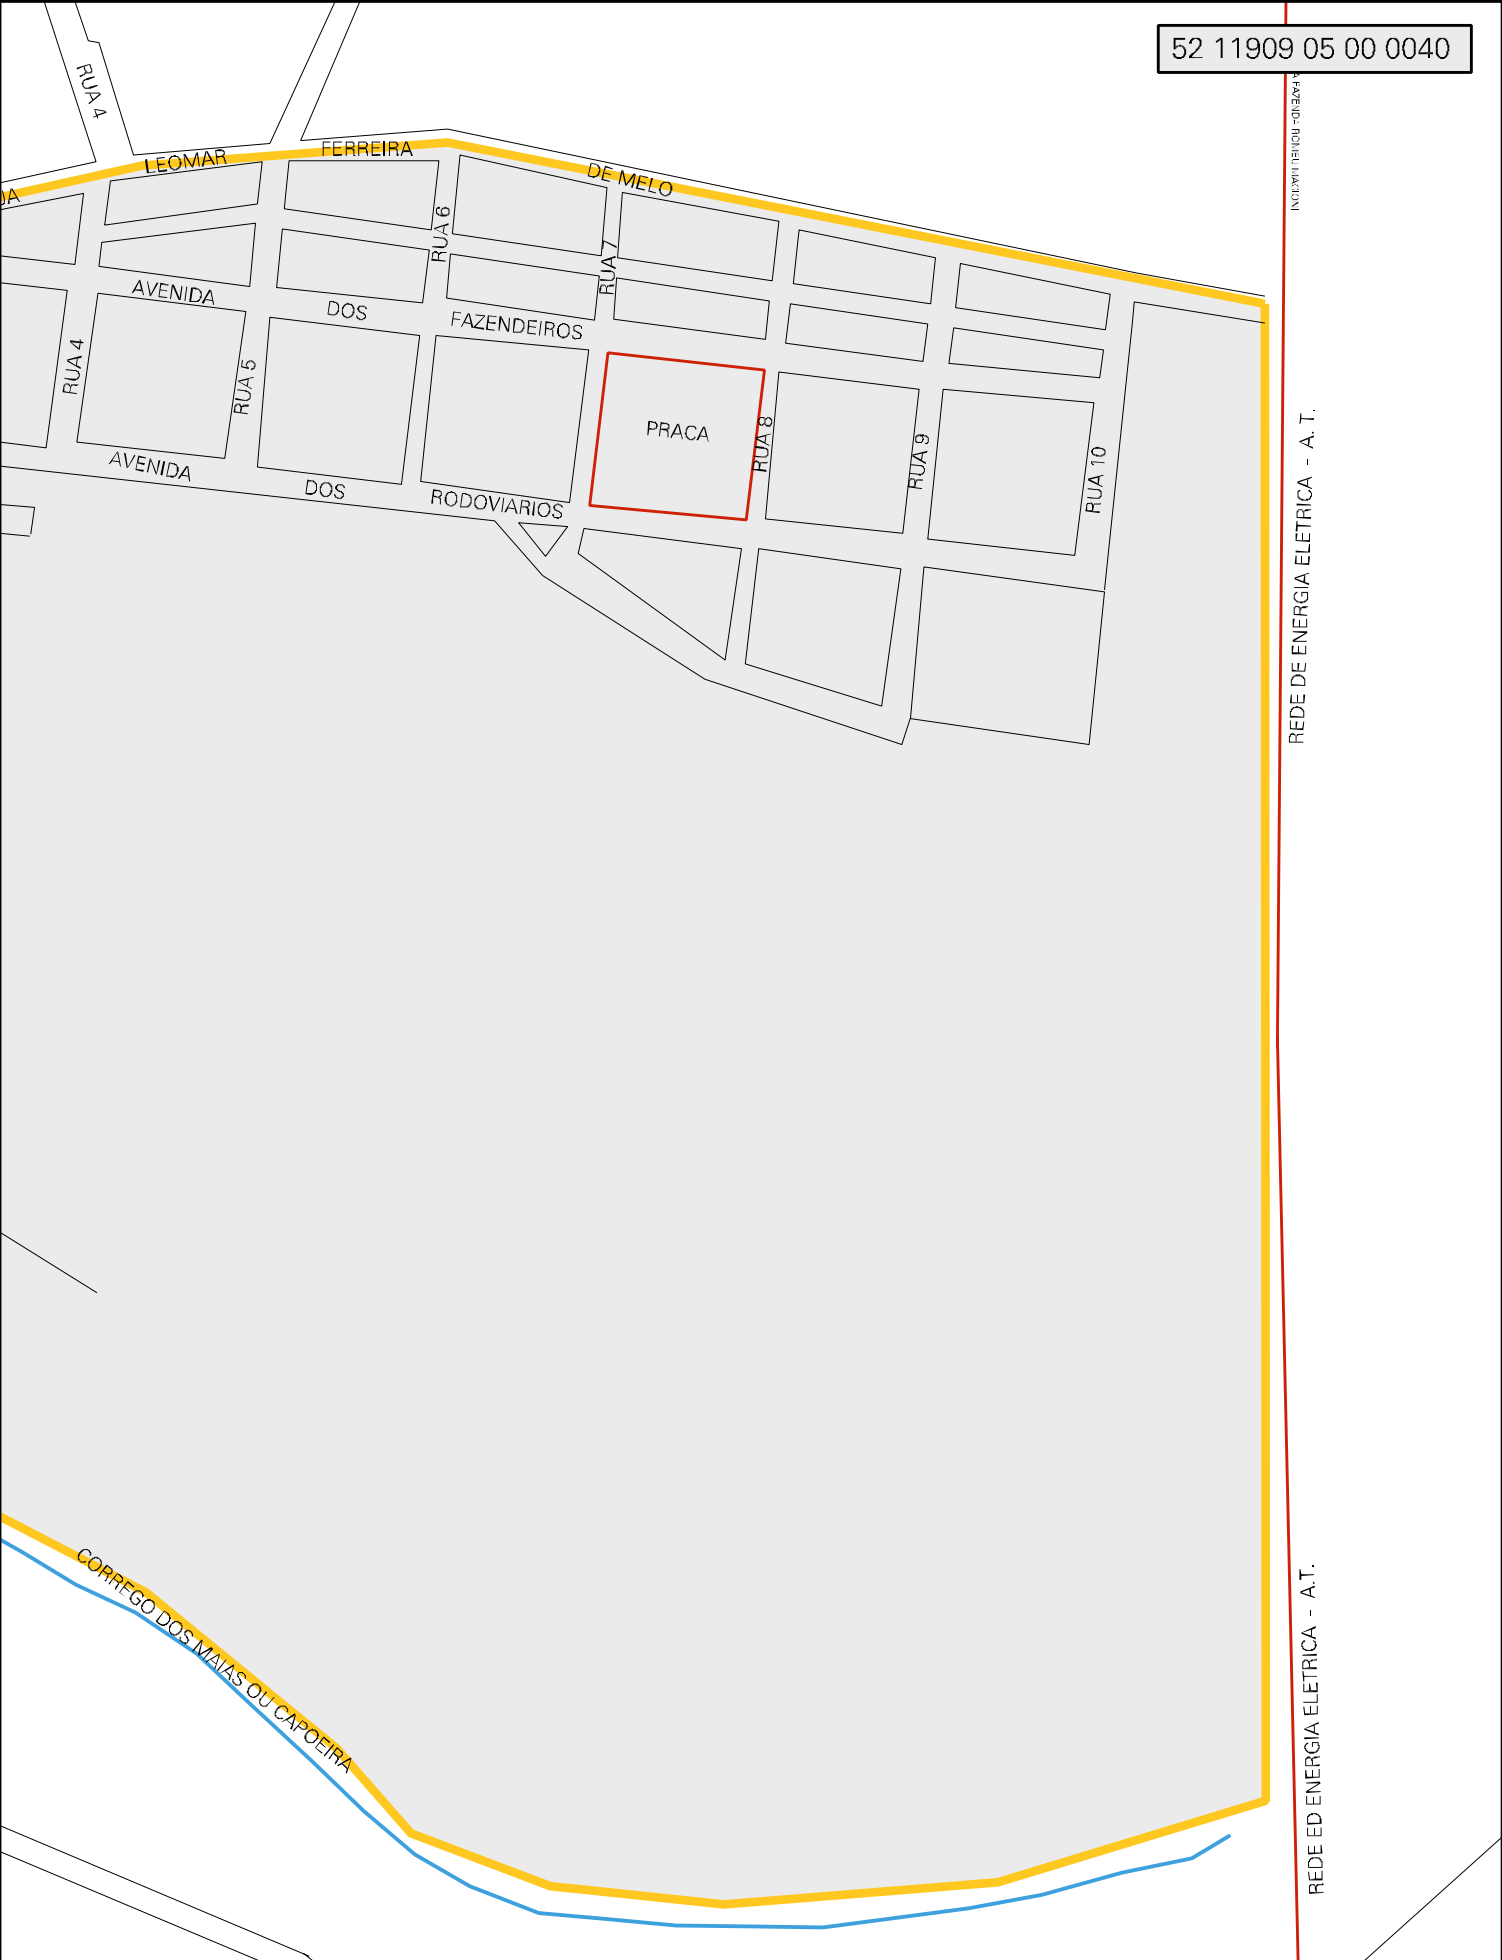 52 11909 05 00 0040
RUA 4
LEOMAR
FERREIRA
DE MELO
RUA 6
RUA 7
AVENIDA
DOS
FAZENDEIROS
RUA 4
RUA 5
PRACA
RUA 8
RUA 9
RUA 10
AVENIDA
DOS
RODOVIARIOS
REDE DE ENERGIA ELETRICA - A. T.
CORREGO DOS MAIAS OU CAPOEIRA
REDE ED ENERGIA ELETRICA - A.T.